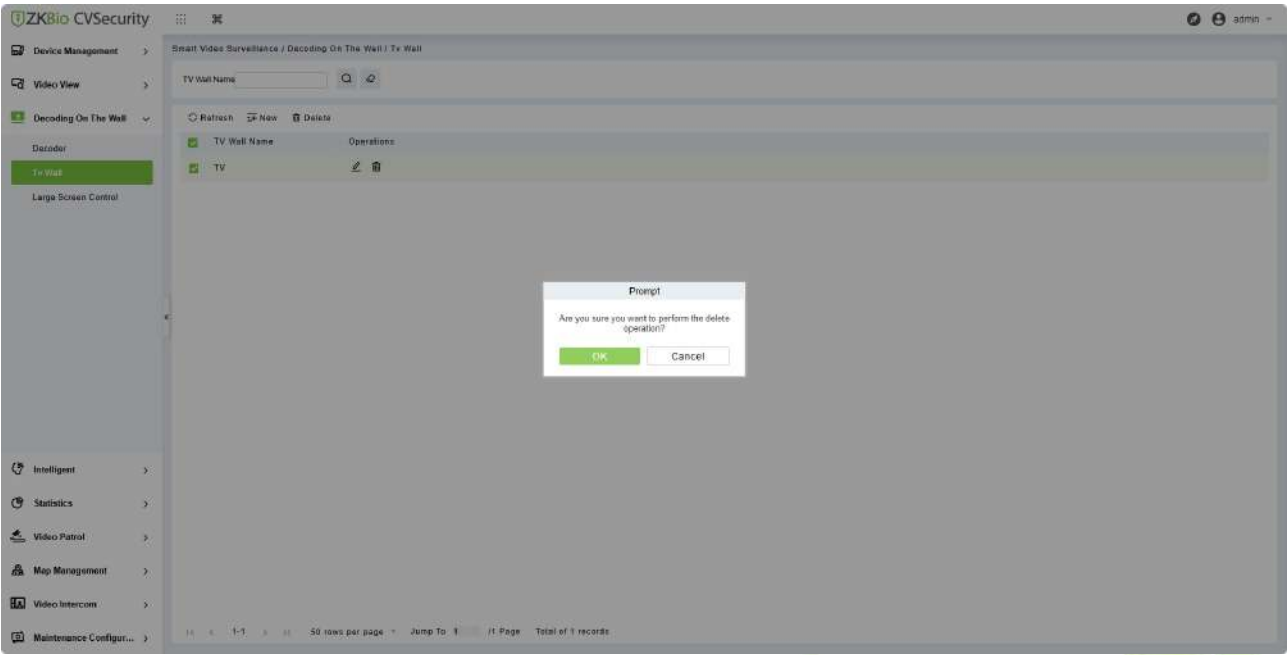 ZKBio CVSecurity
admin
Device Management
Smart Video Surveillance / Decoding On The Wall / Tv Wall
Video View
TV Wall Name
Decoding On The Wall
Refresh New Delete
Decoder
TV Wall Name Operations
Tv Wall
TV
Large Screen Control
Prompt
Are you sure you want to perform the delete
operation?
OK Cancel
Intelligent
Statistics
Video Patrol
Map Management
Video Intercom
Maintenance Configur...
1-1 50 rows per page Jump To 1 /1 Page Total of 1 records